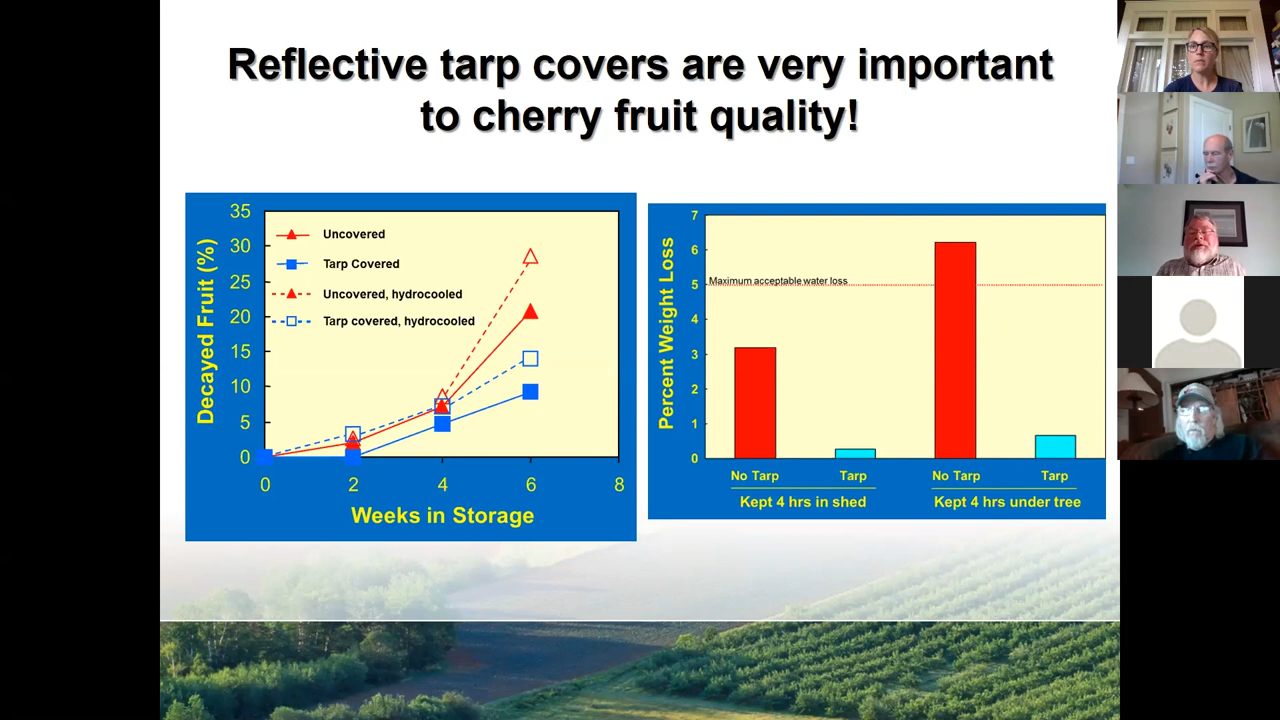 Reflective tarp covers are very important
to cherry fruit quality!
Decayed Fruit (%)
35
30
25
20
15
10
5
0
Uncovered
Tarp Covered
Uncovered, hydrocooled
Tarp covered, hydrocooled
0 2 4 6 8
Weeks in Storage
Percent Weight Loss
7
6
5
4
3
2
1
0
Maximum acceptable water loss
No Tarp Tarp No Tarp Tarp
Kept 4 hrs in shed Kept 4 hrs under tree